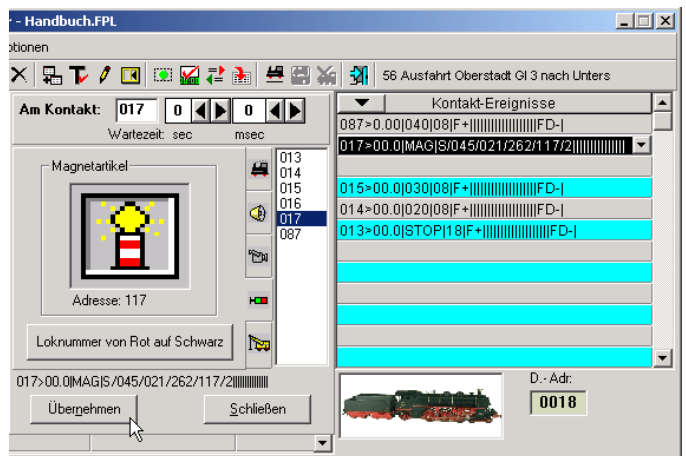 r - Handbuch.FPL
otionen
56 Ausfahrt Oberstadt Gl 3 nach Unters
Am Kontakt: 017 0 0
Wartezeit: sec msec
Magnetartikel
Adresse: 117
Loknummer von Rot auf Schwarz
013
014
015
016
017
087
017>00.0|MAG|S/045/021/262/117/2||||||||||||
Übernehmen
Schließen
Kontakt-Ereignisse
087>0.00|040|08|F+|||||||||||||||||||FD-|
017>00.0|MAG|S/045/021/262/117/2||||||||||||||
015>00.0|030|08|F+|||||||||||||||||||FD-|
014>00.0|020|08|F+|||||||||||||||||||FD-|
013>00.0|STOP|18|F+|||||||||||||||||||FD-|
D.- Adr:
0018